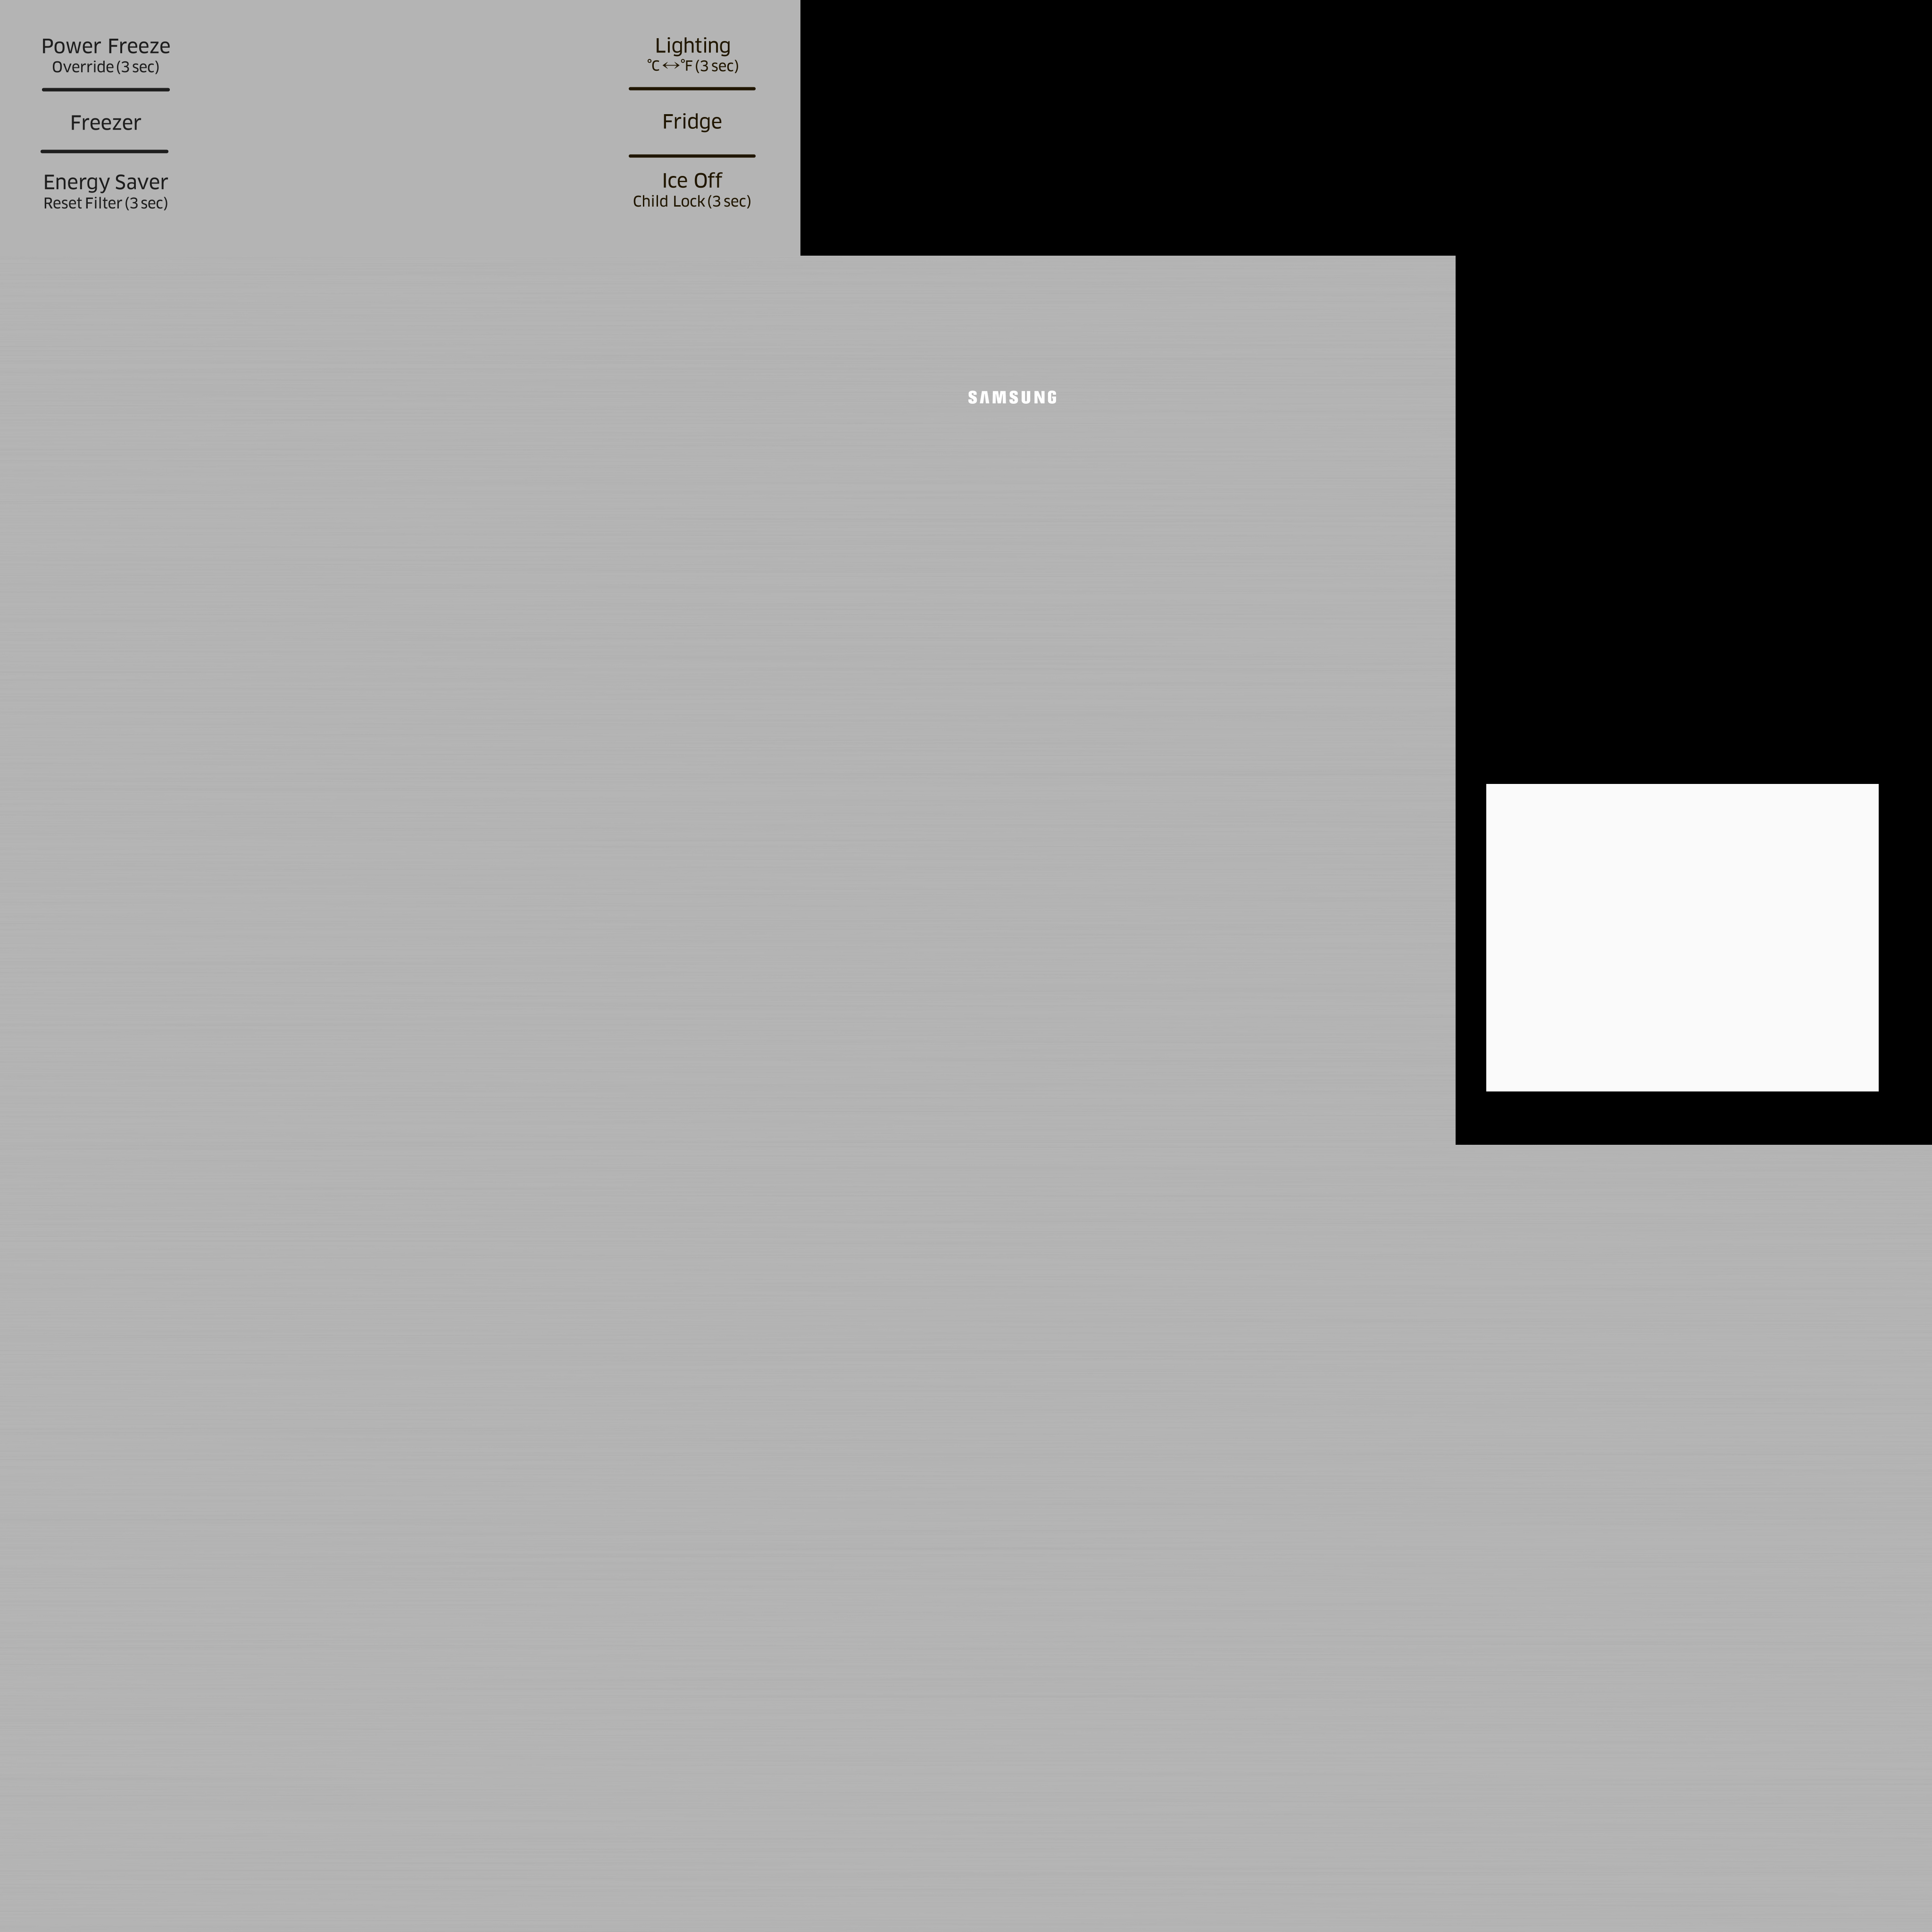 Power Freeze
Override (3 sec)
Freezer
Energy Saver
Reset Filter (3 sec)
Lighting
°C↔°F (3 sec)
Fridge
Ice Off
Child Lock (3 sec)
SAMSUNG